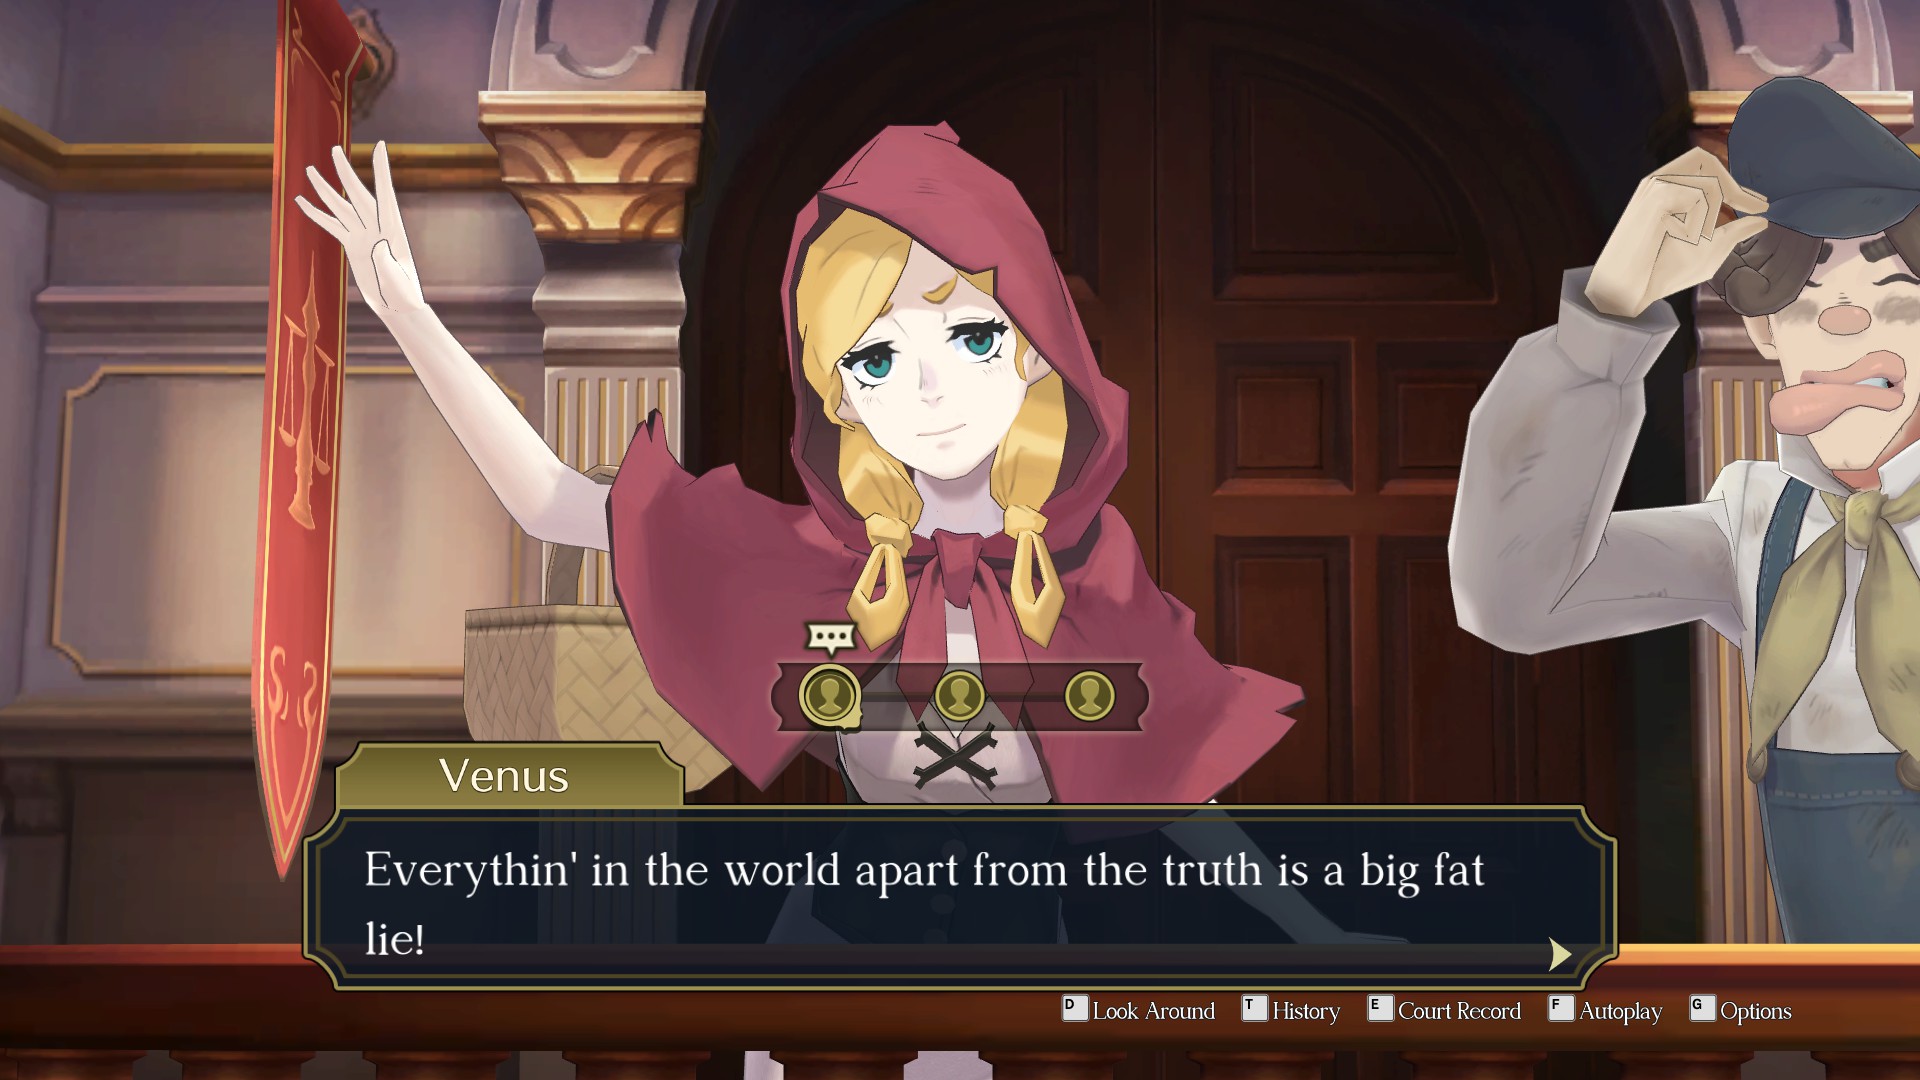 Venus
Everythin' in the world apart from the truth is a big fat
lie!
D Look Around T History E Court Record F Autoplay G Options